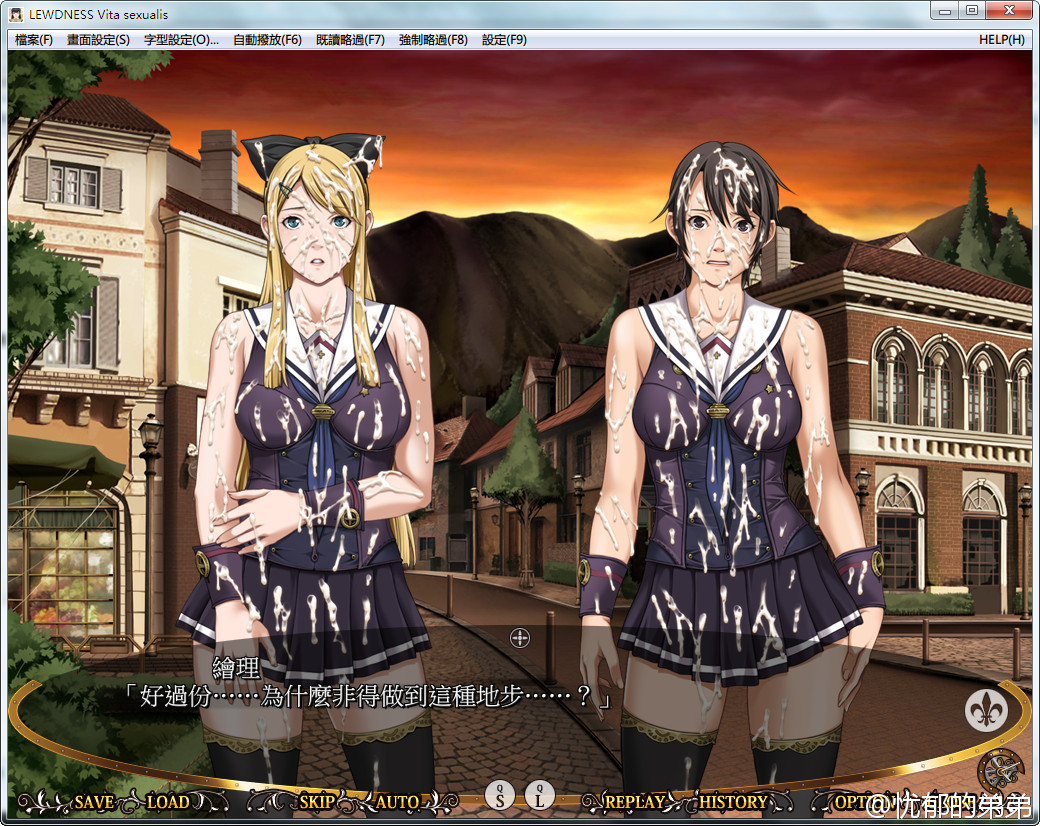 LEWDNESS Vita sexualis
檔案(F) 畫面設定(S) 字型設定(O)... 自動撥放(F6) 既讀略過(F7) 強制略過(F8) 設定(F9) HELP(H)
繪理
「好過份……為什麼非得做到這種地步……？」
SAVE LOAD SKIP AUTO Q S Q L REPLAY HISTORY
@忧郁的弟弟